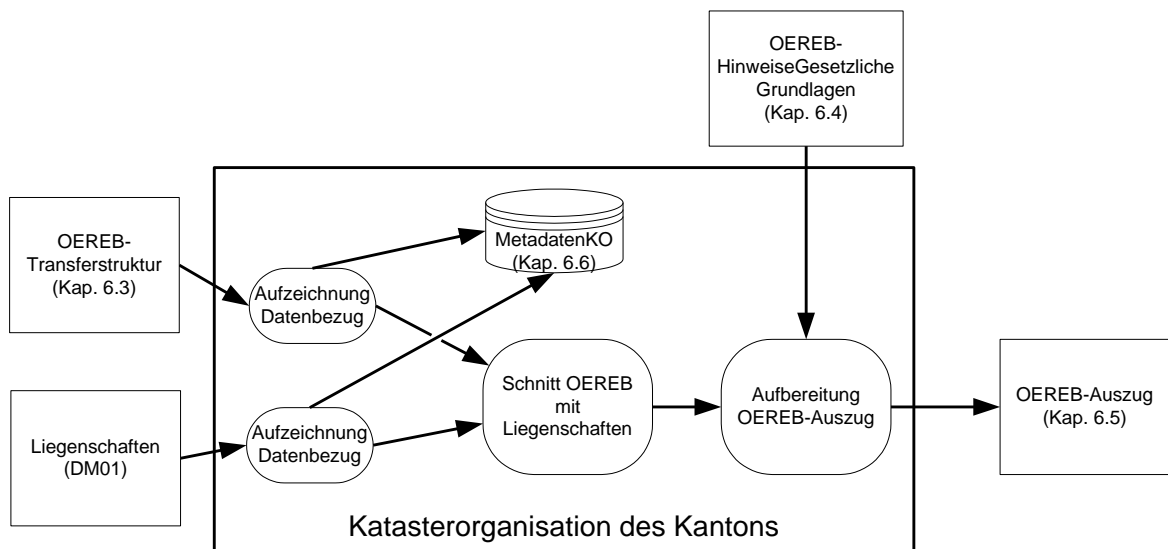 OEREB-
HinweiseGesetzliche
Grundlagen
(Kap. 6.4)
OEREB-
Transferstruktur
(Kap. 6.3)
MetadatenKO
(Kap. 6.6)
Aufzeichnung
Datenbezug
Schnitt OEREB
mit
Liegenschaften
Aufbereitung
OEREB-Auszug
OEREB-Auszug
(Kap. 6.5)
Liegenschaften
(DM01)
Aufzeichnung
Datenbezug
Katasterorganisation des Kantons